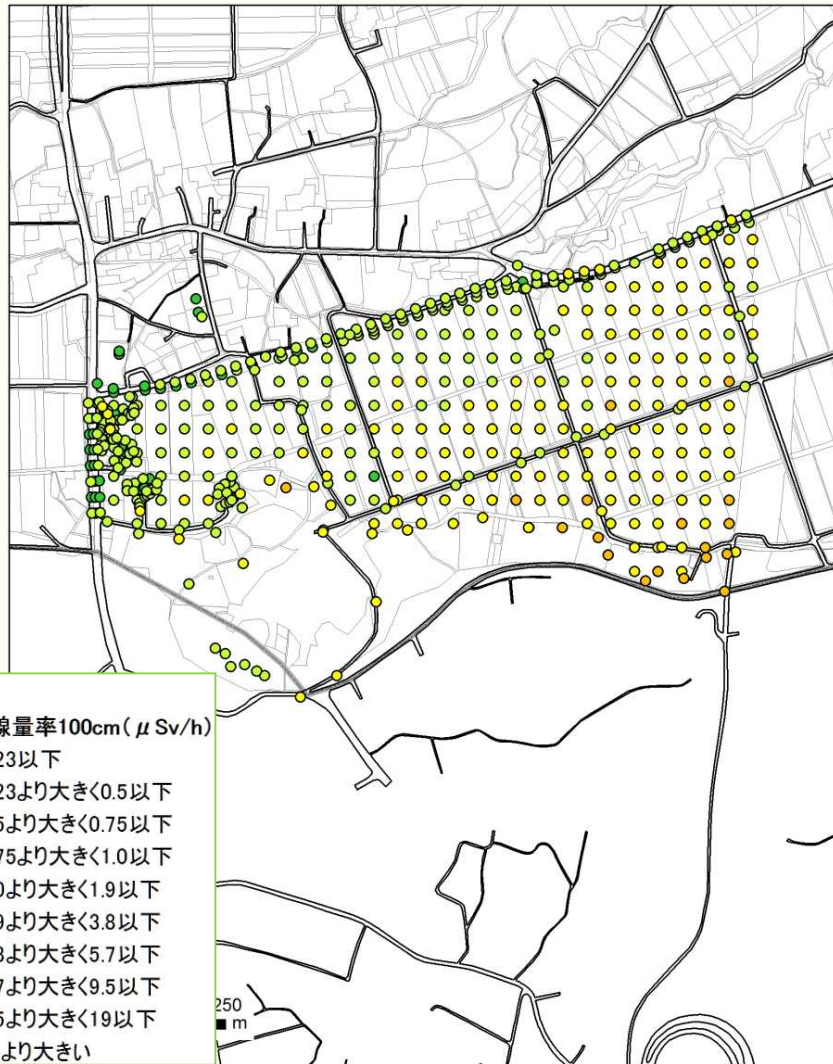 線量率100cm(μSv/h)
23以下
23より大きく0.5以下
5より大きく0.75以下
75より大きく1.0以下
0より大きく1.9以下
9より大きく3.8以下
8より大きく5.7以下
7より大きく9.5以下
5より大きく19以下
より大きい
250
m